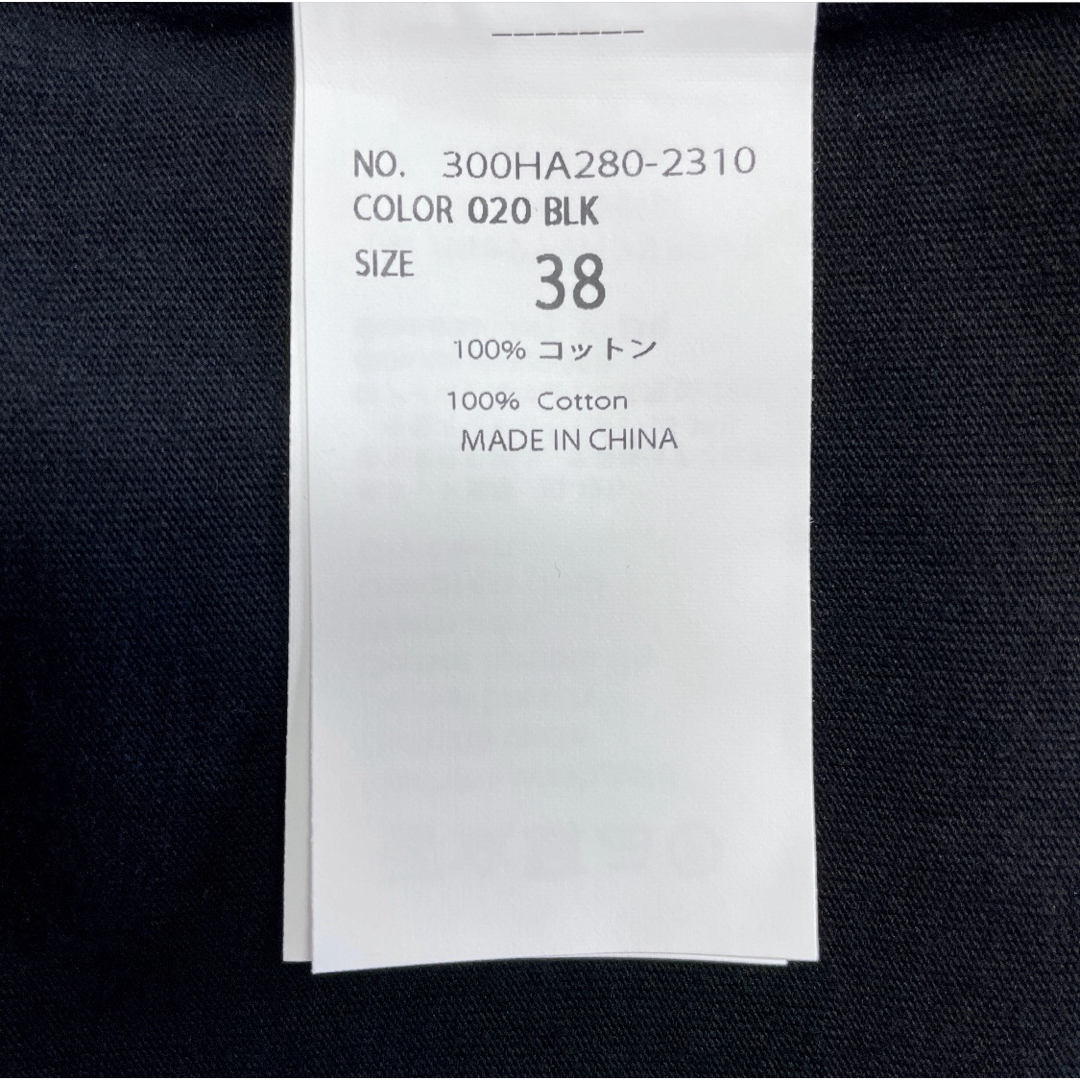 NO. 300HA280-2310
COLOR 020 BLK
SIZE 38
100% コットン
100% Cotton
MADE IN CHINA